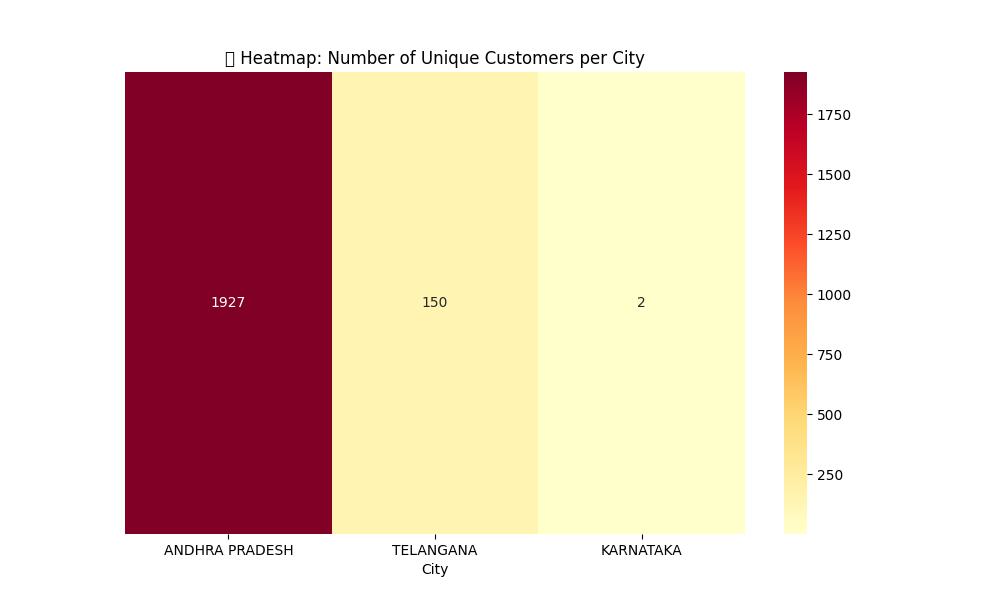 Heatmap: Number of Unique Customers per City
1927
150
2
1750
1500
1250
1000
750
500
250
ANDHRA PRADESH
TELANGANA
KARNATAKA
City